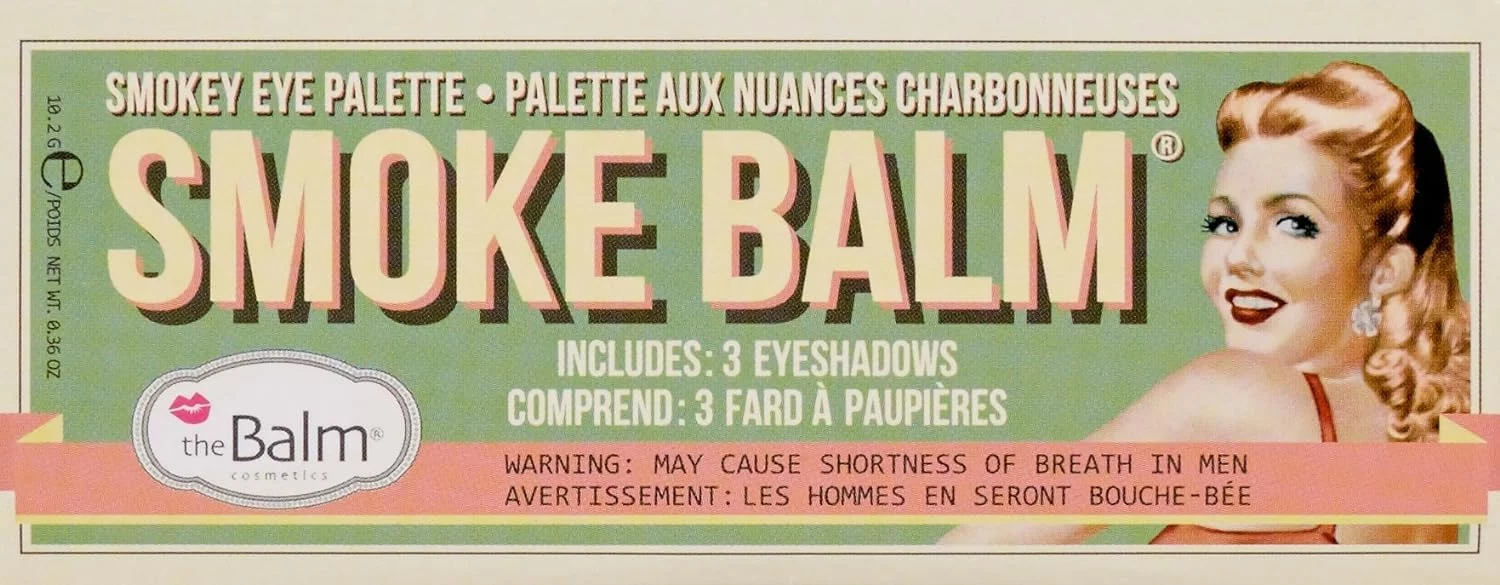 SMOKEY EYE PALETTE • PALETTE AUX NUANCES CHARBONNEUSES
SMOKE BALM®
10.2 G e/POIDS NET WT. 0.36 OZ
INCLUDES: 3 EYESHADOWS
COMPREND: 3 FARD À PAUPIÈRES
the Balm®
cosmetics
WARNING: MAY CAUSE SHORTNESS OF BREATH IN MEN
AVERTISSEMENT: LES HOMMES EN SERONT BOUCHE-BÉE